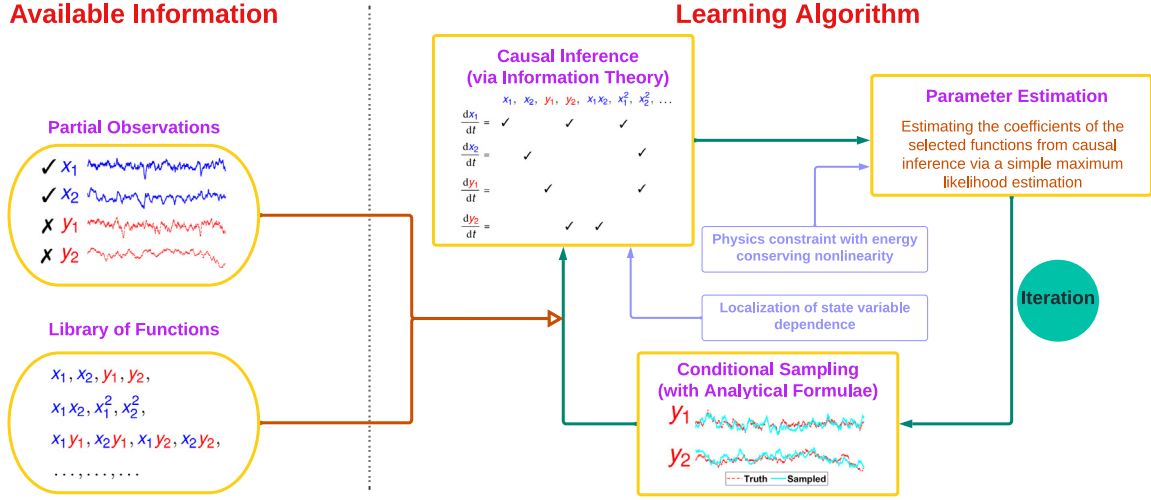 Available Information
Learning Algorithm
Partial Observations
✓ x₁
✓ x₂
✗ y₁
✗ y₂
Library of Functions
x₁, x₂, y₁, y₂,
x₁x₂, x₁², x₂²,
x₁y₁, x₂y₁, x₁y₂, x₂y₂,
..., ..., ...
Causal Inference
(via Information Theory)
x₁, x₂, y₁, y₂, x₁x₂, x₁², x₂², ...
dx₁/dt = ✓ ✓ ✓
dx₂/dt = ✓ ✓
dy₁/dt = ✓ ✓
dy₂/dt = ✓ ✓
Parameter Estimation
Estimating the coefficients of the
selected functions from causal
inference via a simple maximum
likelihood estimation
Physics constraint with energy
conserving nonlinearity
Localization of state variable
dependence
Iteration
Conditional Sampling
(with Analytical Formulae)
y₁
y₂
Truth Sampled